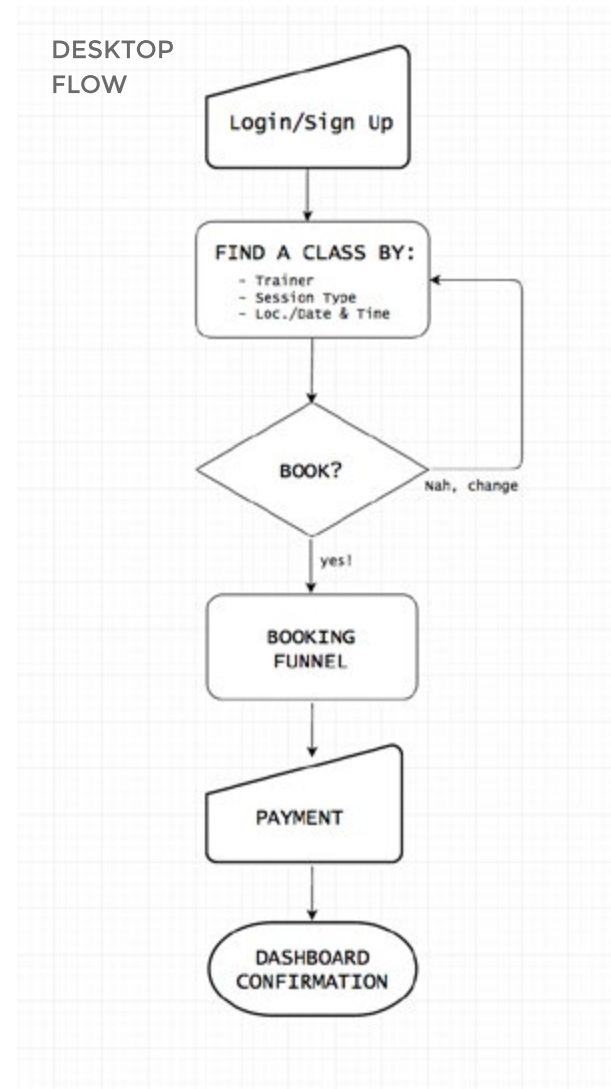 DESKTOP
FLOW
Login/Sign Up
FIND A CLASS BY:
- Trainer
- Session Type
- Loc./Date & Time
BOOK?
Nah, change
yes!
BOOKING
FUNNEL
PAYMENT
DASHBOARD
CONFIRMATION